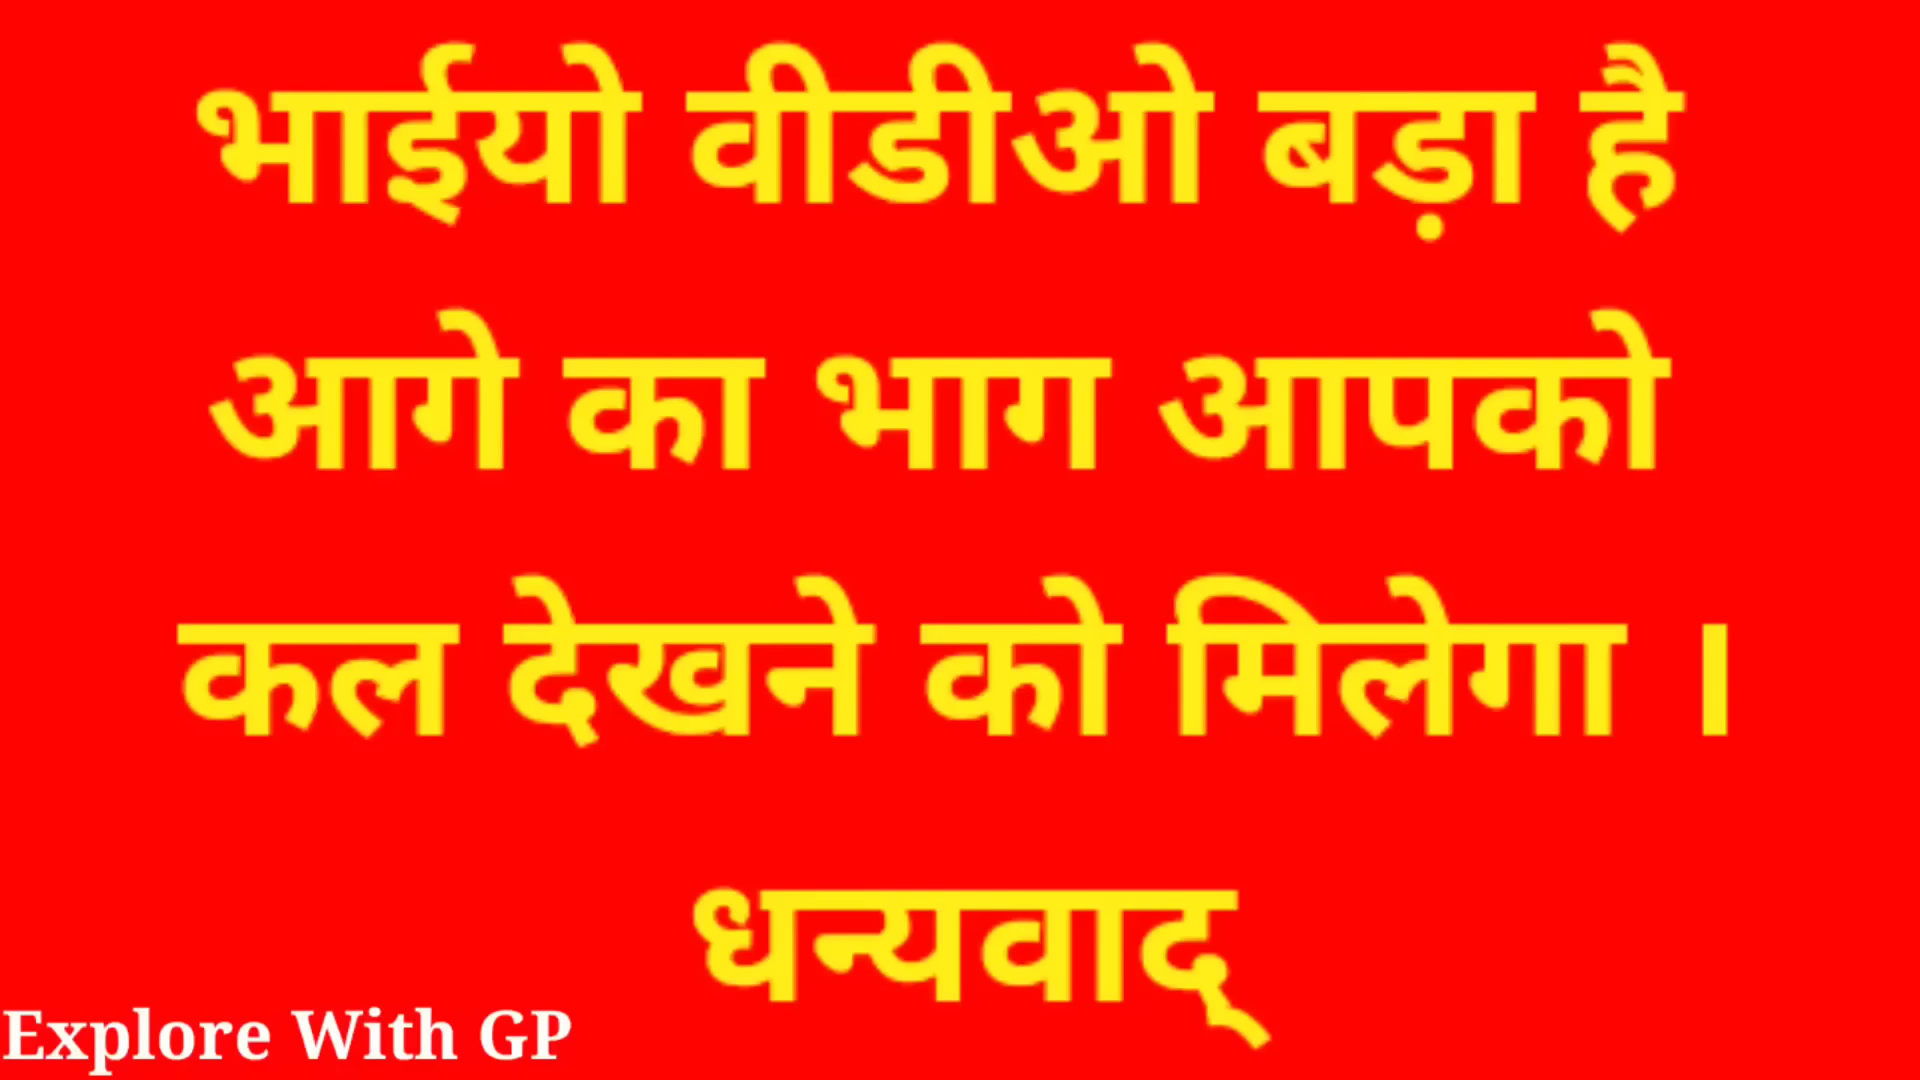 भाईयो वीडीओ बड़ा है
आगे का भाग आपको
कल देखने को मिलेगा ।
धन्यवाद्
Explore With GP